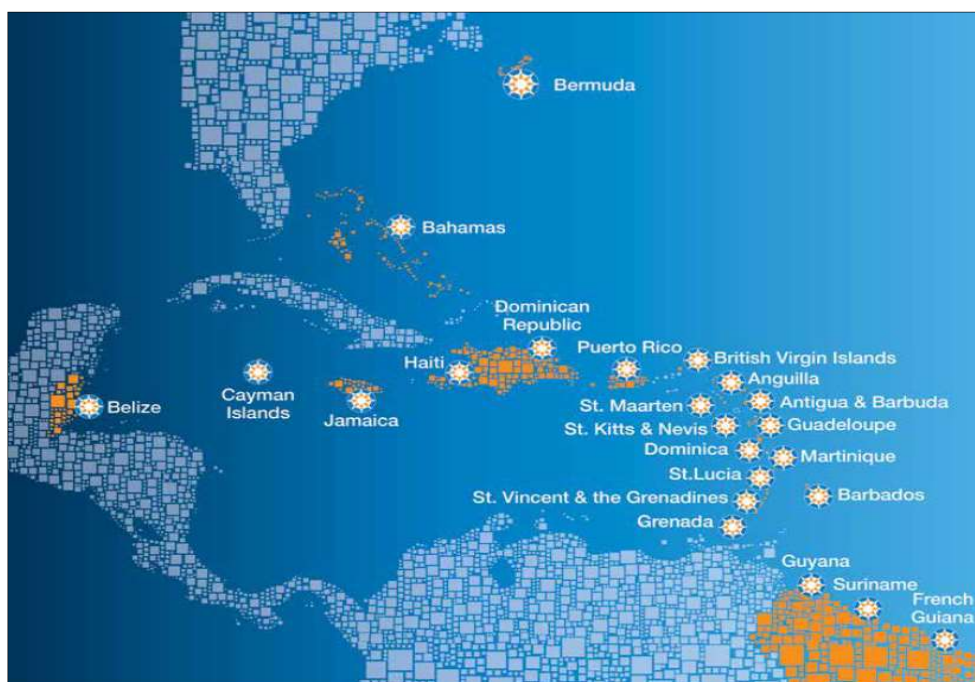 Bermuda
Bahamas
Dominican
Republic
Puerto Rico
Haiti
British Virgin Islands
Anguilla
Cayman
Islands
Belize
Jamaica
St. Maarten
Antigua & Barbuda
St. Kitts & Nevis
Guadeloupe
Dominica
Martinique
St.Lucia
St. Vincent & the Grenadines
Barbados
Grenada
Guyana
Suriname
French
Guiana